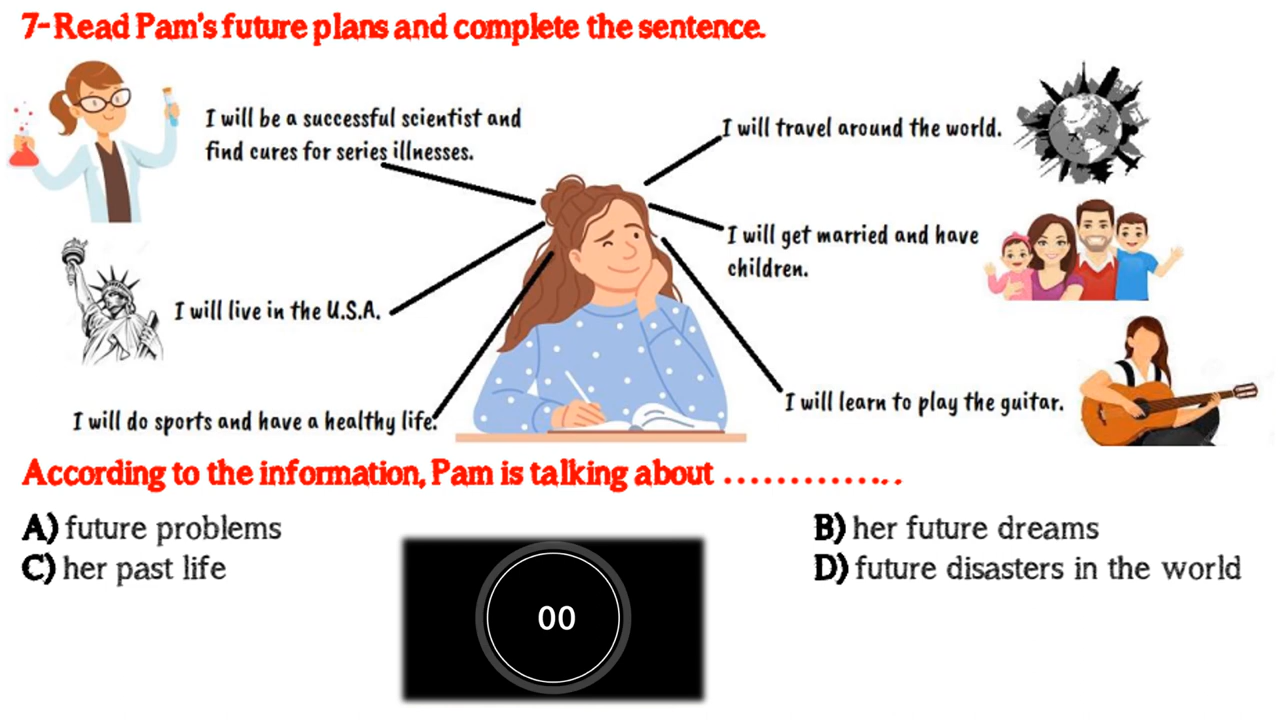 7-Read Pam's future plans and complete the sentence.
I will be a successful scientist and
find cures for series illnesses.
I will travel around the world.
I will get married and have
children.
I will live in the U.S.A.
I will learn to play the guitar.
I will do sports and have a healthy life.
According to the information, Pam is talking about ..............
A) future problems
B) her future dreams
C) her past life
D) future disasters in the world
00